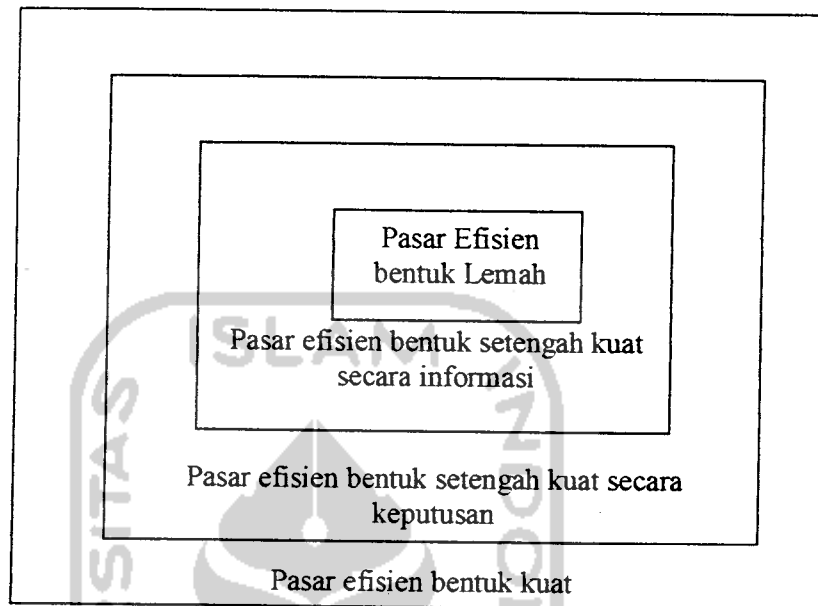 Pasar Efisien
bentuk Lemah
Pasar efisien bentuk setengah kuat
secara informasi
Pasar efisien bentuk setengah kuat secara
keputusan
Pasar efisien bentuk kuat
ISLAM